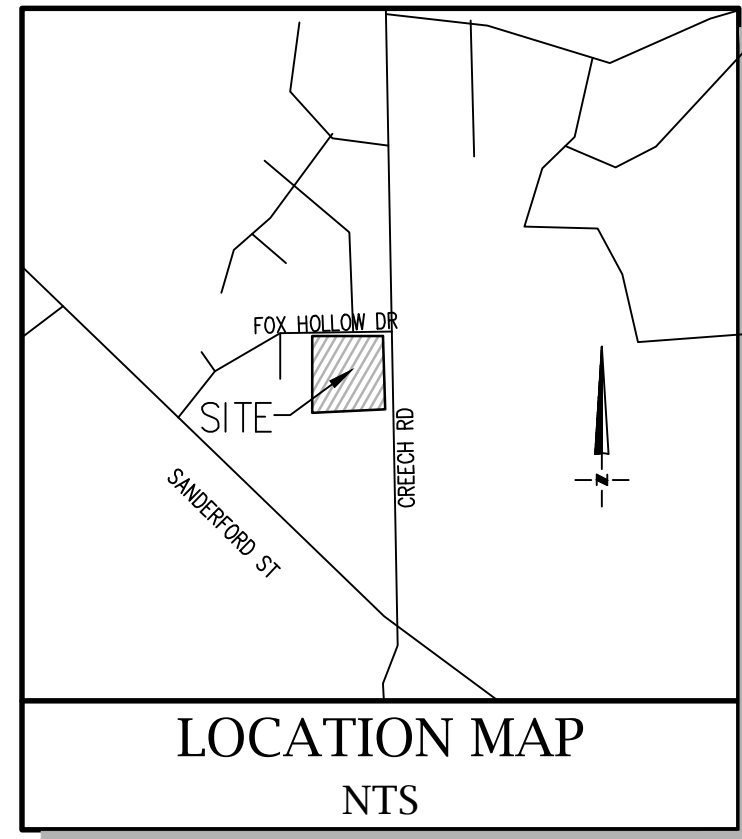 FOX HOLLOW DR
SITE
CREECH RD
SANDERFORD ST
N
LOCATION MAP
NTS